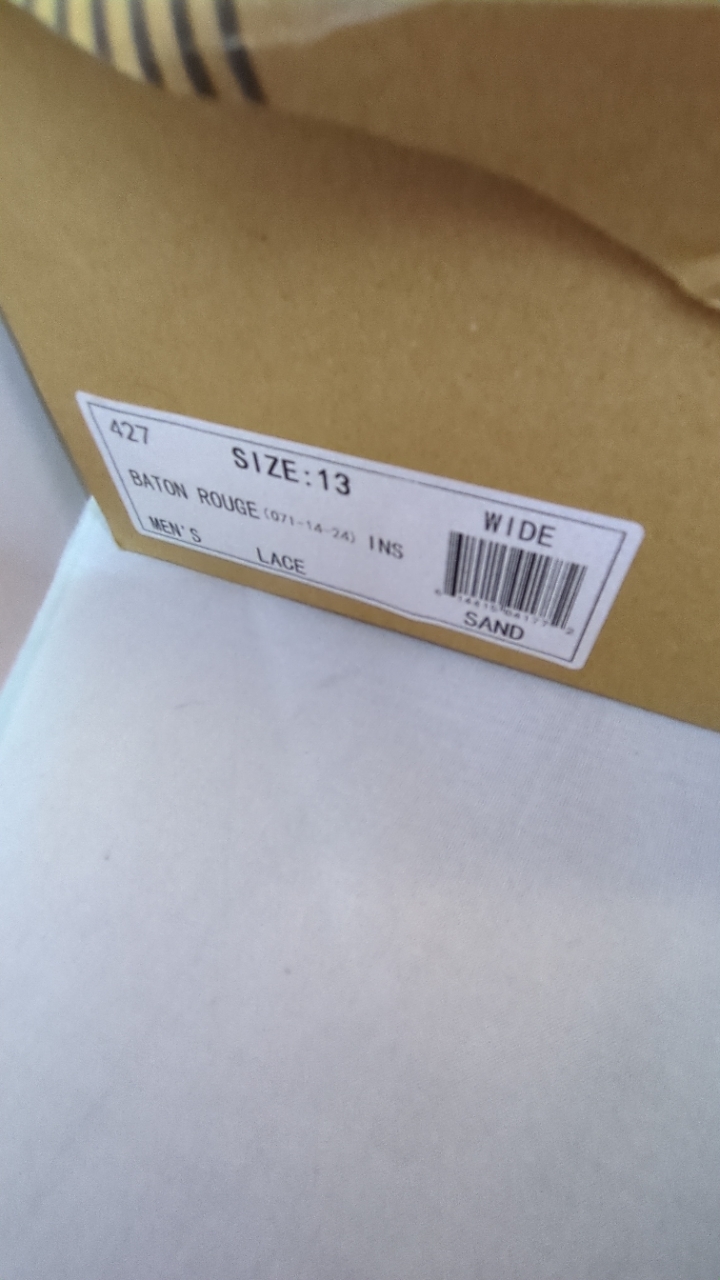 427
SIZE:13
BATON ROUGE (071-14-24) INS
MEN'S LACE
WIDE
SAND